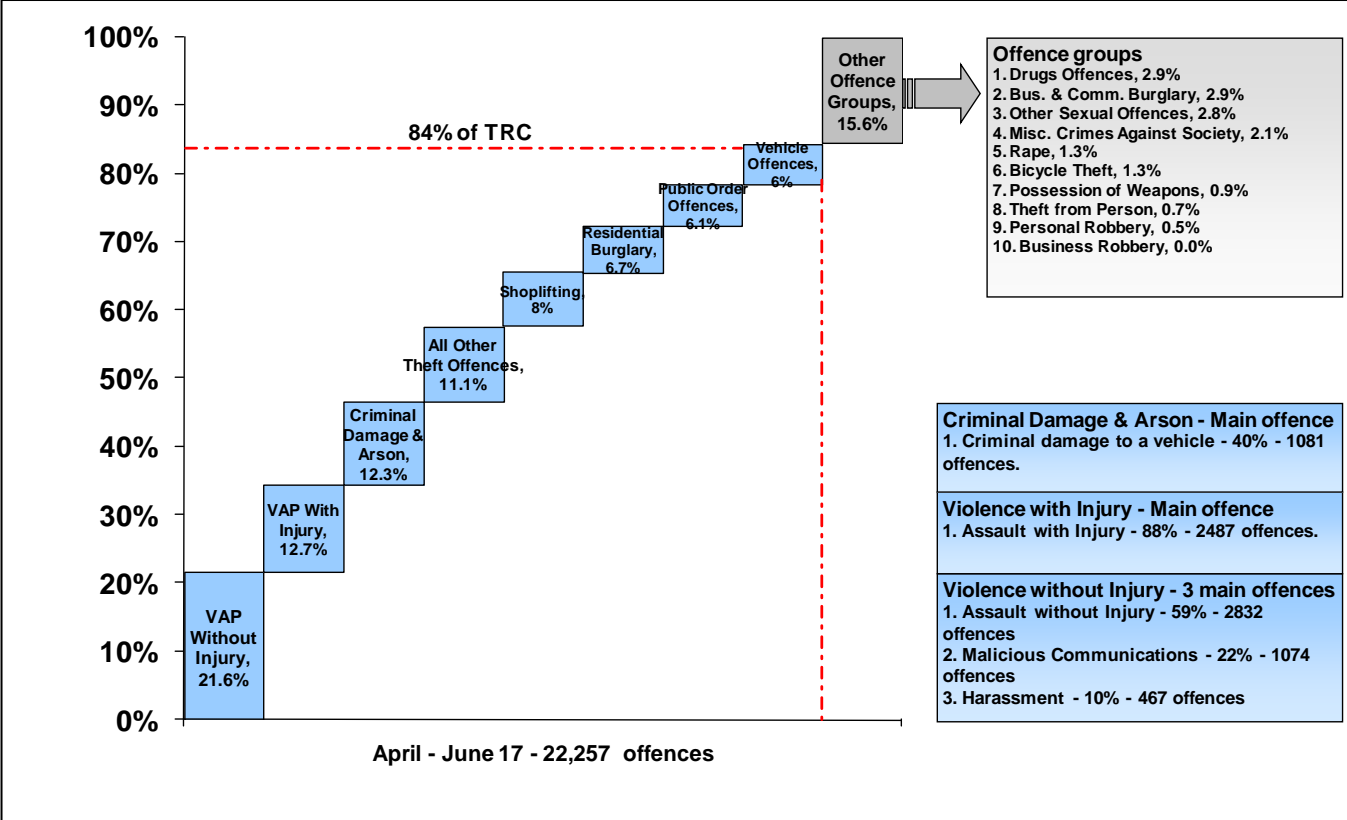 100%
90%
80%
70%
60%
50%
40%
30%
20%
10%
0%
84% of TRC
VAP
Without
Injury,
21.6%
VAP With
Injury,
12.7%
Criminal
Damage &
Arson,
12.3%
All Other
Theft Offences,
11.1%
Shoplifting,
8%
Residential
Burglary,
6.7%
Public Order
Offences,
6.1%
Vehicle
Offences,
6%
Other
Offence
Groups,
15.6%
April - June 17 - 22,257 offences
Offence groups
1. Drugs Offences, 2.9%
2. Bus. & Comm. Burglary, 2.9%
3. Other Sexual Offences, 2.8%
4. Misc. Crimes Against Society, 2.1%
5. Rape, 1.3%
6. Bicycle Theft, 1.3%
7. Possession of Weapons, 0.9%
8. Theft from Person, 0.7%
9. Personal Robbery, 0.5%
10. Business Robbery, 0.0%
Criminal Damage & Arson - Main offence
1. Criminal damage to a vehicle - 40% - 1081
offences.
Violence with Injury - Main offence
1. Assault with Injury - 88% - 2487 offences.
Violence without Injury - 3 main offences
1. Assault without Injury - 59% - 2832
offences
2. Malicious Communications - 22% - 1074
offences
3. Harassment - 10% - 467 offences